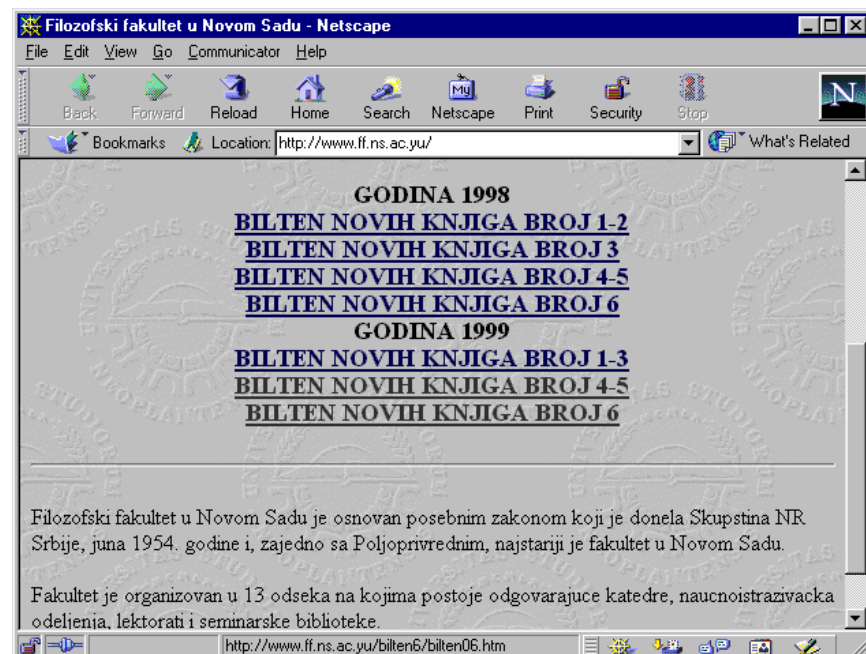 Filozofski fakultet u Novom Sadu - Netscape
File Edit View Go Communicator Help
Back Forward Reload Home Search My Netscape Print Security Stop N
Bookmarks Location: http://www.ff.ns.ac.yu/ What's Related
GODINA 1998
BILTEN NOVIH KNJIGA BROJ 1-2
BILTEN NOVIH KNJIGA BROJ 3
BILTEN NOVIH KNJIGA BROJ 4-5
BILTEN NOVIH KNJIGA BROJ 6
GODINA 1999
BILTEN NOVIH KNJIGA BROJ 1-3
BILTEN NOVIH KNJIGA BROJ 4-5
BILTEN NOVIH KNJIGA BROJ 6
Filozofski fakultet u Novom Sadu je osnovan posebnim zakonom koji je donela Skupstina NR
Srbije, juna 1954. godine i, zajedno sa Poljoprivrednim, najstariji je fakultet u Novom Sadu.
Fakultet je organizovan u 13 odseka na kojima postoje odgovarajuce katedre, naucnoistrazivacka
odeljenja, lektorati i seminarske biblioteke.
http://www.ff.ns.ac.yu/bilten6/bilten06.htm